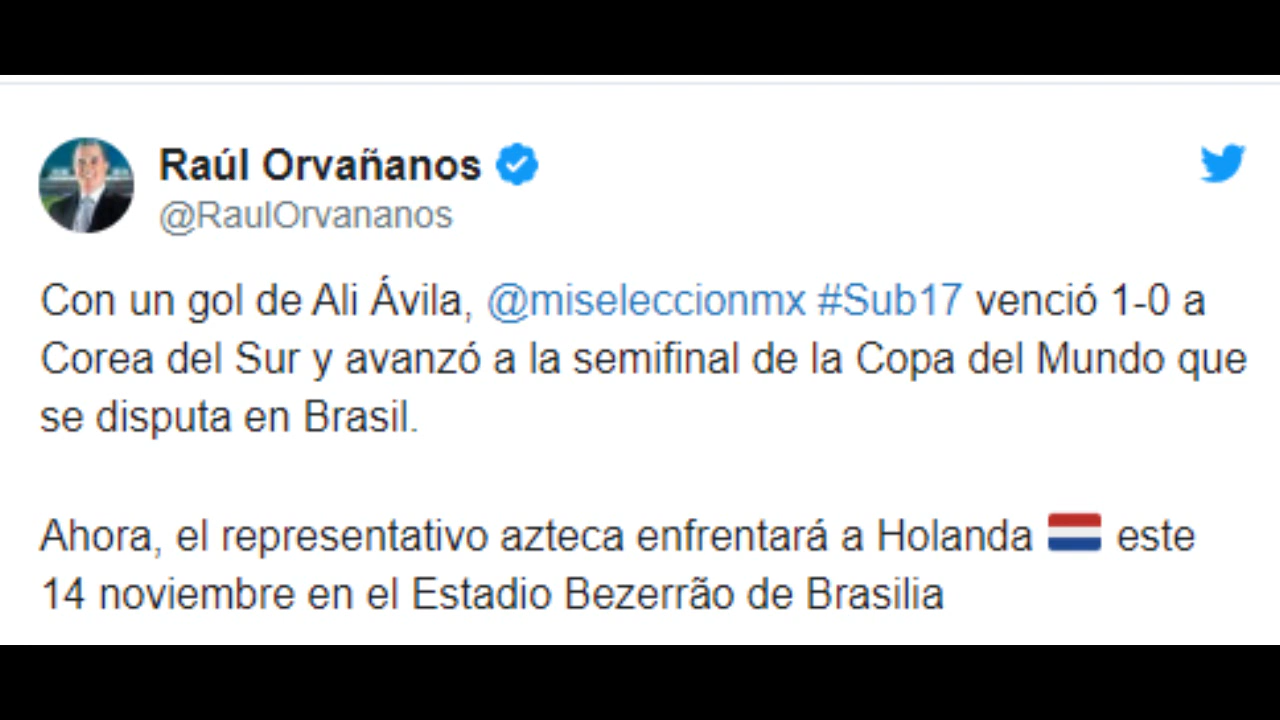 Raúl Orvañanos
@RaulOrvananos
Con un gol de Ali Ávila, @miseleccionmx #Sub17 venció 1-0 a
Corea del Sur y avanzó a la semifinal de la Copa del Mundo que
se disputa en Brasil.
Ahora, el representativo azteca enfrentará a Holanda 🇳🇱 este
14 noviembre en el Estadio Bezerrão de Brasilia